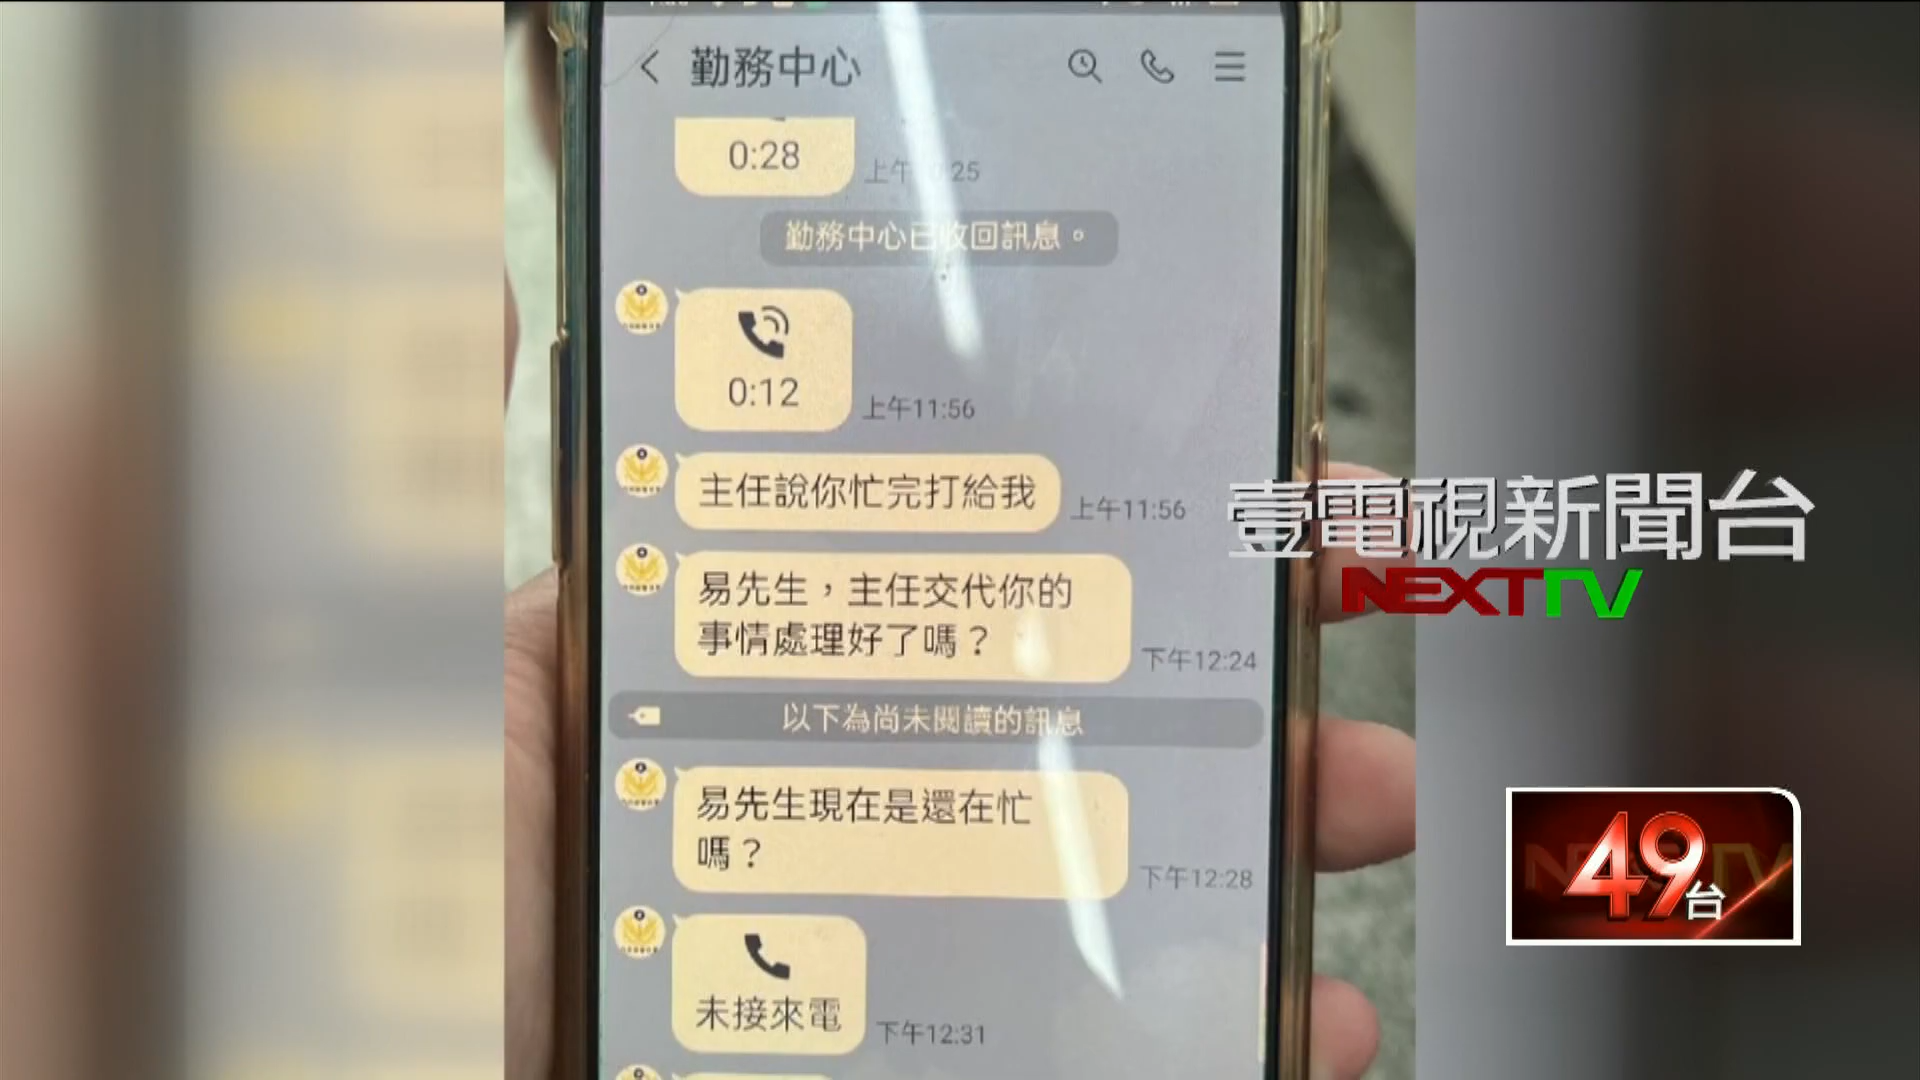 勤務中心
0:28
勤務中心已收回訊息。
0:12
上午11:56
主任說你忙完打給我
上午11:56
易先生，主任交代你的
事情處理好了嗎？
下午12:24
以下為尚未閱讀的訊息
易先生現在是還在忙
嗎？
下午12:28
未接來電
下午12:31
壹電視新聞台
NEXTTV
49台